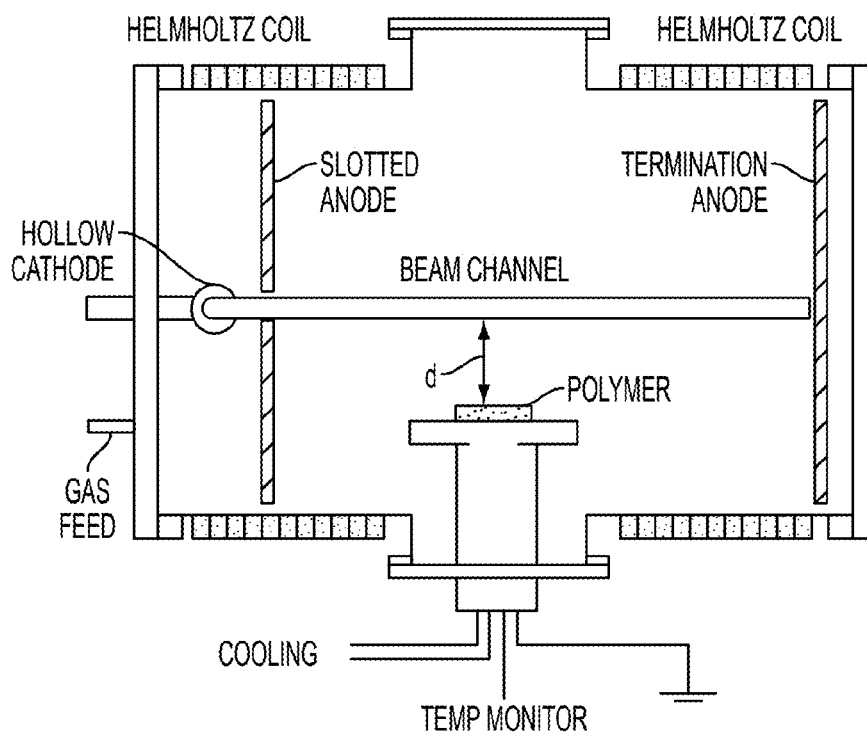 HELMHOLTZ COIL
HELMHOLTZ COIL
SLOTTED
ANODE
TERMINATION
ANODE
HOLLOW
CATHODE
BEAM CHANNEL
d
POLYMER
GAS
FEED
COOLING
TEMP MONITOR